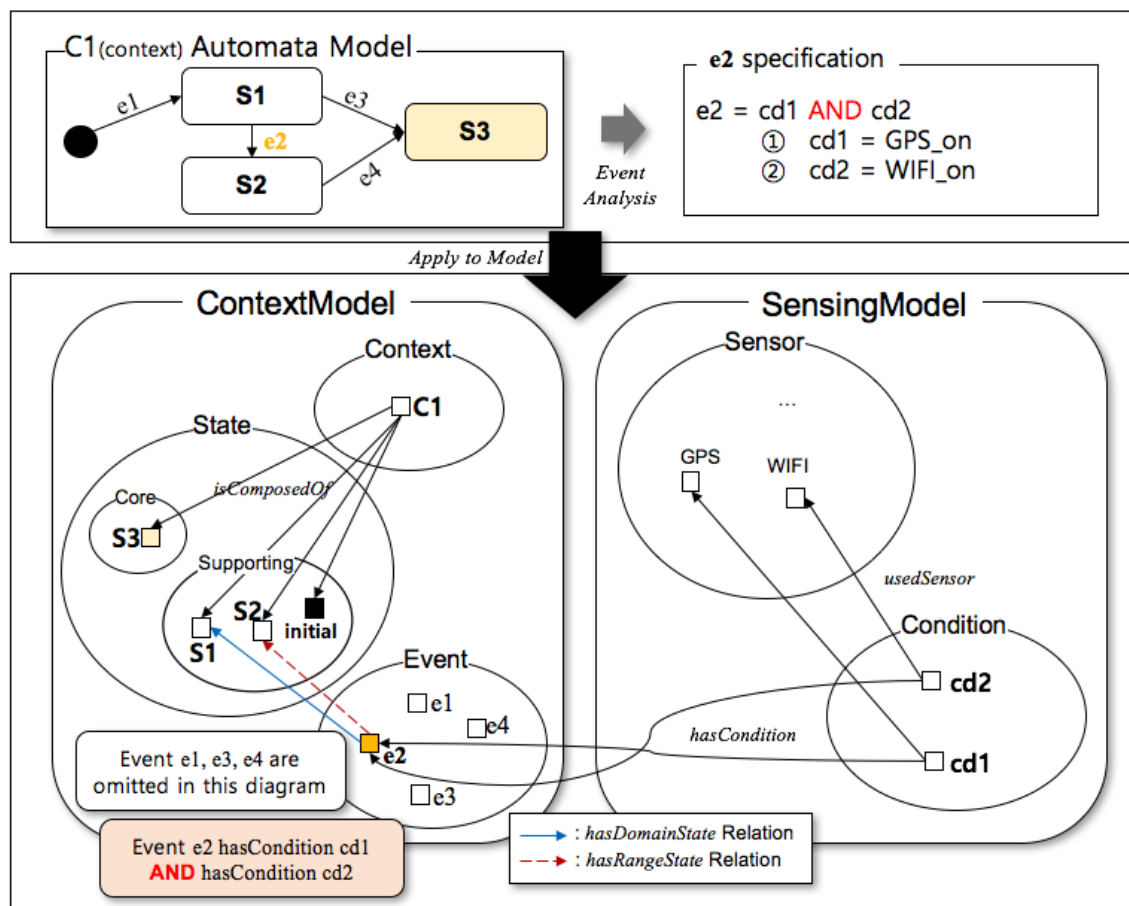 C1(context) Automata Model
e1
S1
e3
e2
S2
e4
S3
Event
Analysis
e2 specification
e2 = cd1 AND cd2
① cd1 = GPS_on
② cd2 = WIFI_on
Apply to Model
ContextModel
Context
C1
State
isComposedOf
Core
S3
Supporting
S2
initial
S1
Event
e1
e4
e2
e3
Event e1, e3, e4 are
omitted in this diagram
Event e2 hasCondition cd1
AND hasCondition cd2
SensingModel
Sensor
...
GPS
WIFI
usedSensor
Condition
cd2
hasCondition
cd1
: hasDomainState Relation
: hasRangeState Relation